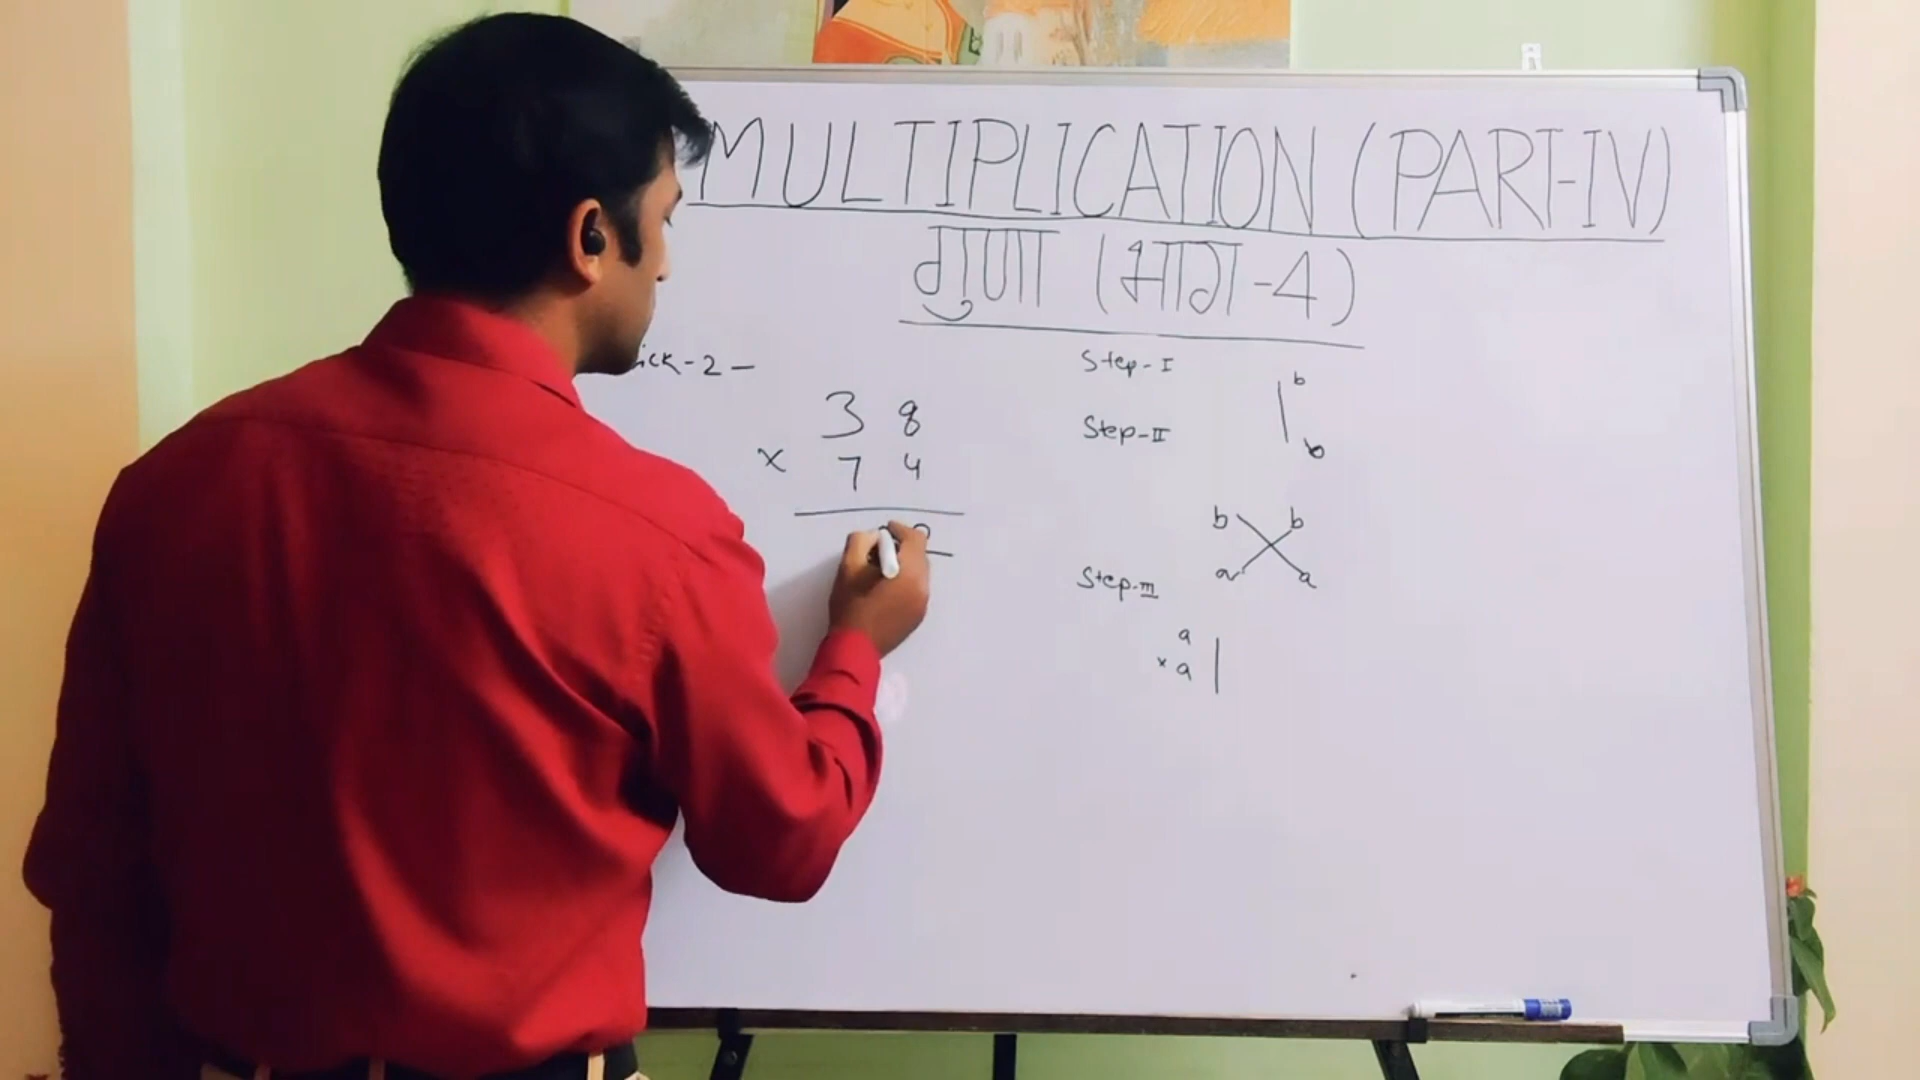 MULTIPLICATION (PART-IV)
गुणा (भाग-4)
ick-2-
3 8
x 7 4
Step-I
b
b
Step-II
b b
a a
Step-III
a
x a